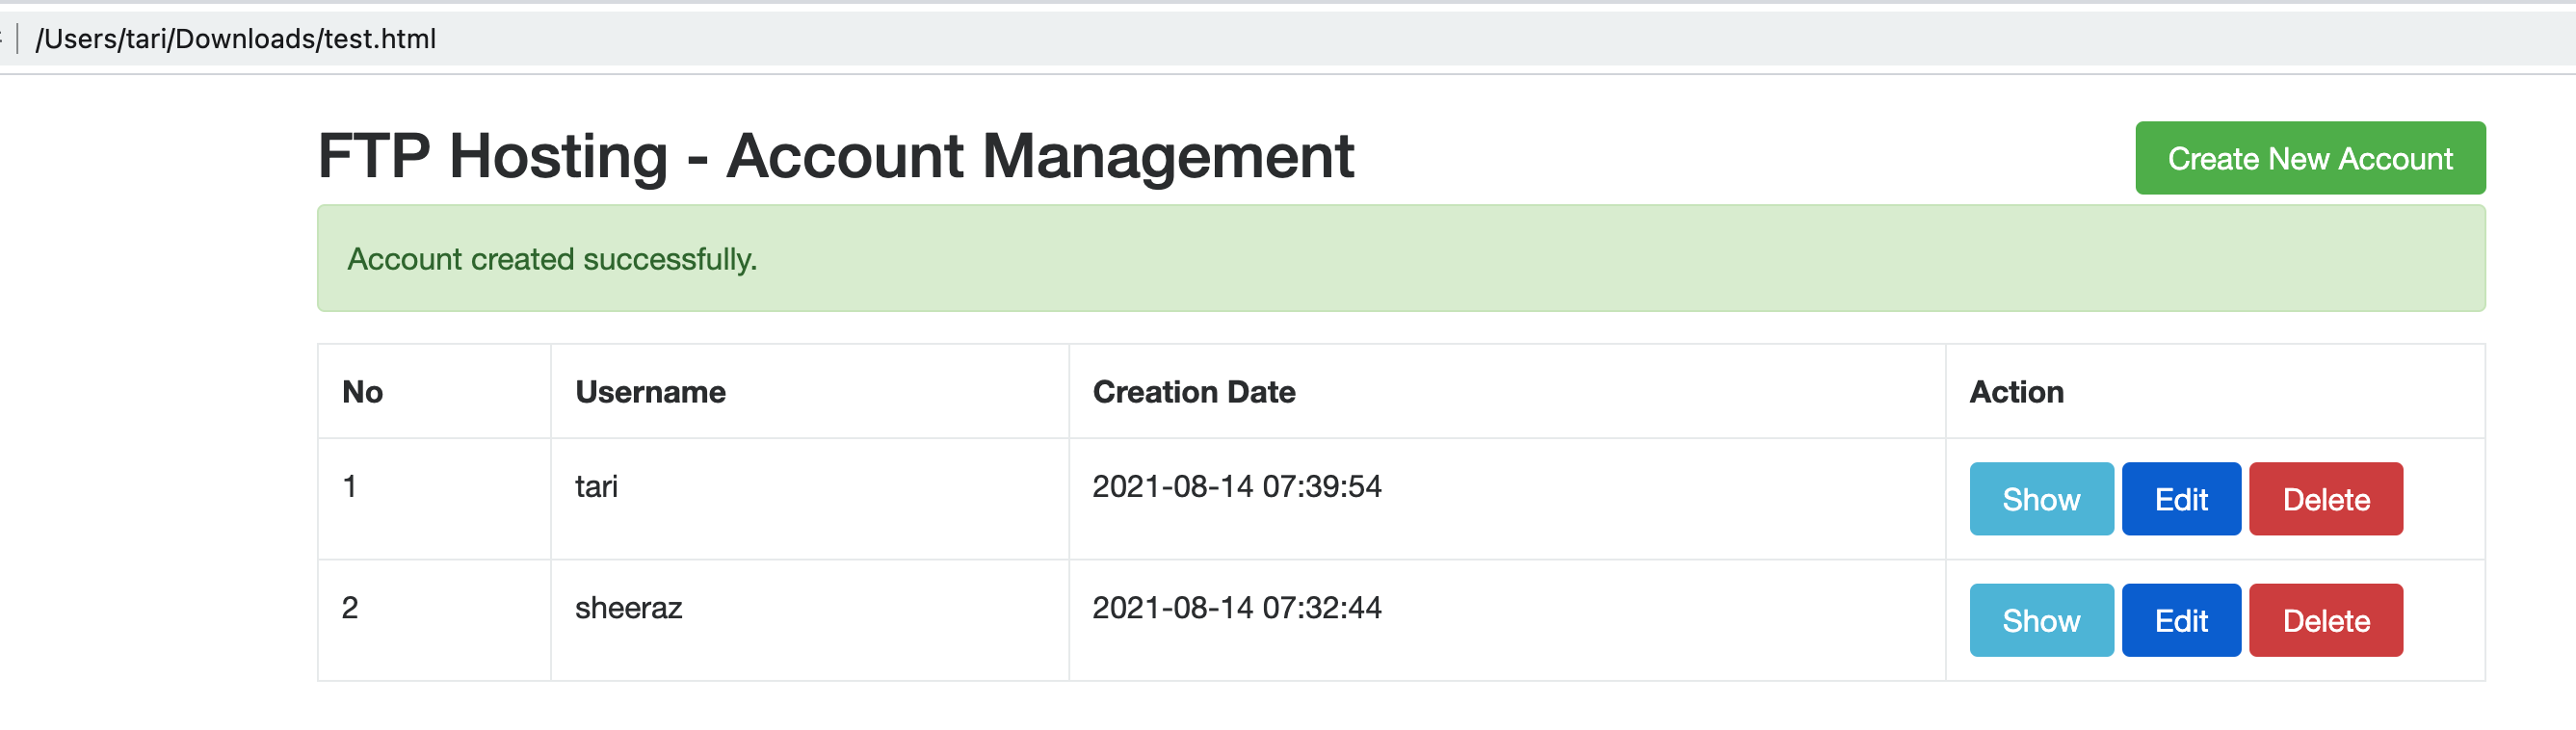 /Users/tari/Downloads/test.html
FTP Hosting - Account Management
Create New Account
Account created successfully.
No Username Creation Date Action
1 tari 2021-08-14 07:39:54 Show Edit Delete
2 sheeraz 2021-08-14 07:32:44 Show Edit Delete